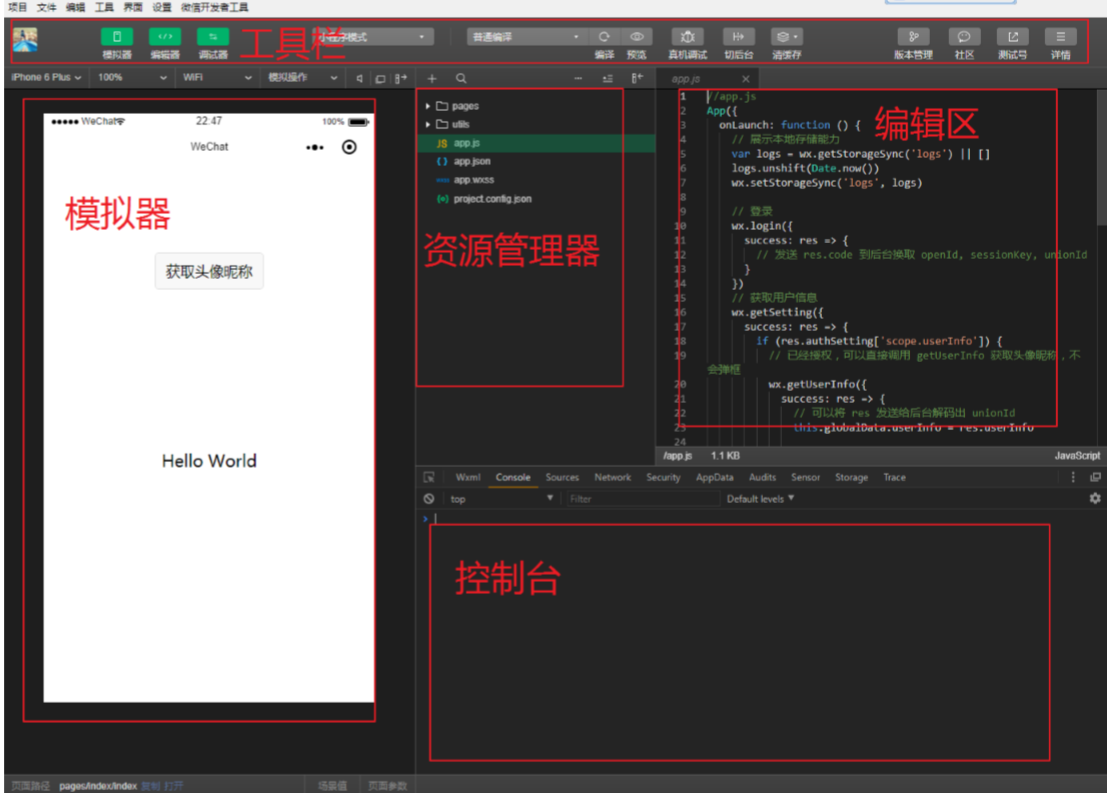 项目 文件 编辑 工具 界面 设置 微信开发者工具
模拟器 编辑器 调试器 工具栏 小程序模式 普通编译 编译 预览 真机调试 切后台 清缓存 版本管理 社区 测试号 详情
iPhone 6 Plus 100% WiFi 模拟操作
app.js
WeChat 22:47 100%
WeChat
模拟器
获取头像昵称
Hello World
pages
utils
JS app.js
{} app.json
app.wxss
{o} project.config.json
资源管理器
编辑区
1 //app.js
2 App({
3 onLaunch: function () {
4 // 展示本地存储能力
5 var logs = wx.getStorageSync('logs') || []
6 logs.unshift(Date.now())
7 wx.setStorageSync('logs', logs)
8
9 // 登录
10 wx.login({
11 success: res => {
12 // 发送 res.code 到后台换取 openId, sessionKey, unionId
13 }
14 })
15 // 获取用户信息
16 wx.getSetting({
17 success: res => {
18 if (res.authSetting['scope.userInfo']) {
19 // 已经授权，可以直接调用 getUserInfo 获取头像昵称，不
会弹框
20 wx.getUserInfo({
21 success: res => {
22 // 可以将 res 发送给后台解码出 unionId
23 this.globalData.userInfo = res.userInfo
24
/app.js 1.1 KB JavaScript
Wxml Console Sources Network Security AppData Audits Sensor Storage Trace
top Filter Default levels
>
控制台
页面路径 pages/index/index 复制 打开 场景值 页面参数